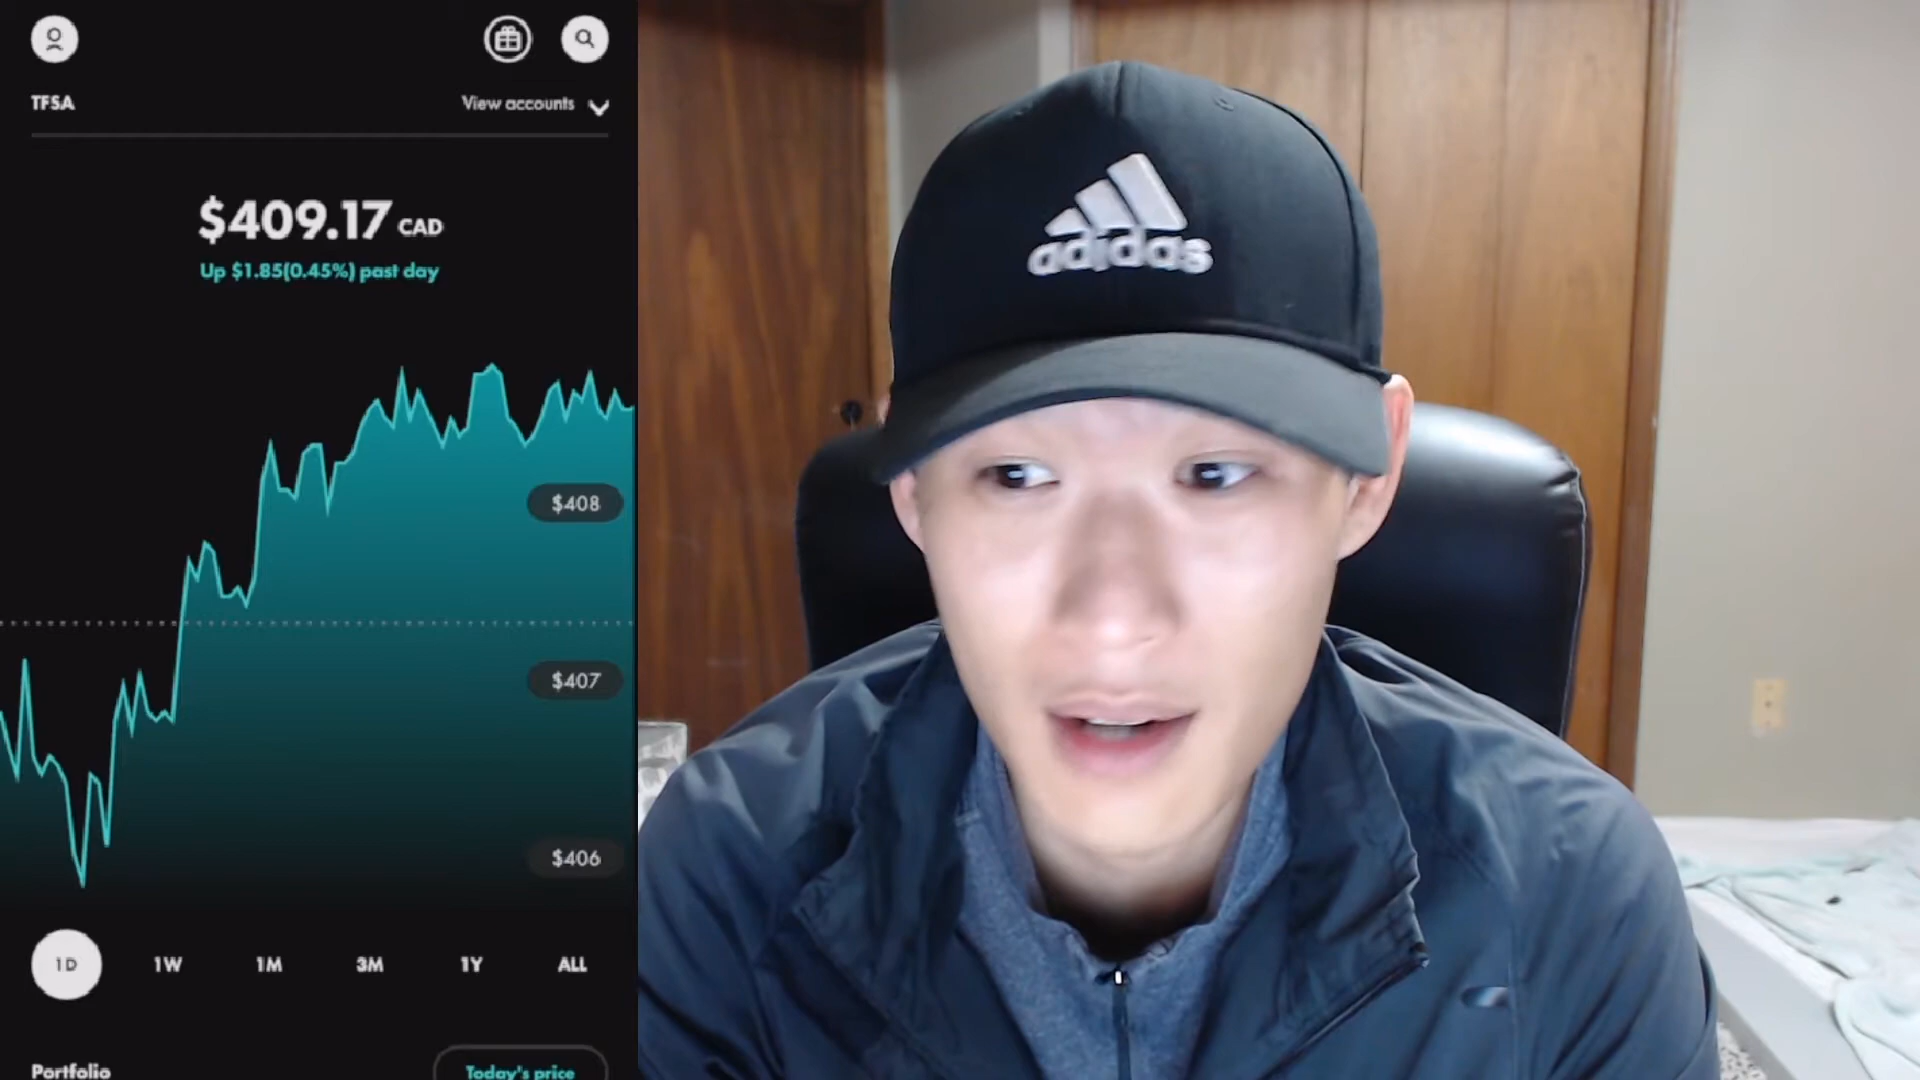 TFSA
View accounts
$409.17 CAD
Up $1.85(0.45%) past day
$408
$407
$406
1D
1W
1M
3M
1Y
ALL
Portfolio
Today's price
adidas